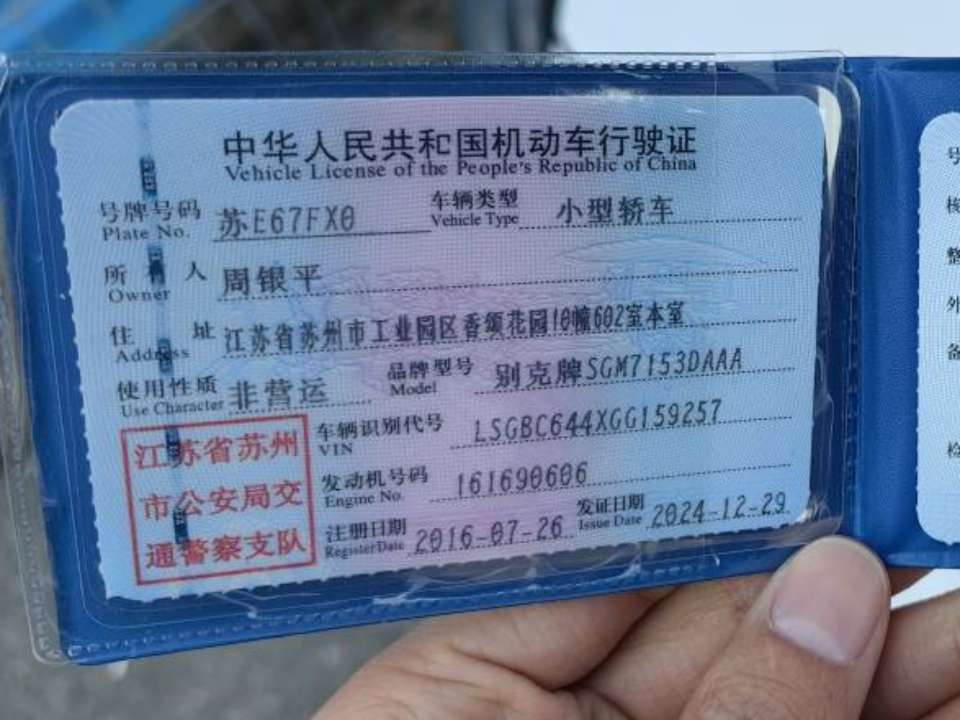 中华人民共和国机动车行驶证
Vehicle License of the People's Republic of China
号牌号码 苏E67FX0 车辆类型 小型轿车
Plate No. Vehicle Type
所有人 周银平
Owner
住址 江苏省苏州市工业园区香颂花园10幢602室本室
Address
使用性质 非营运 品牌型号 别克牌SGM7153DAAA
Use Character Model
江苏省苏州 车辆识别代号 LSGBC644XGG159257
VIN
市公安局交 发动机号码 161690606
Engine No.
通警察支队 注册日期 2016-07-26 发证日期 2024-12-29
Register Date Issue Date
号
整
外
备
检